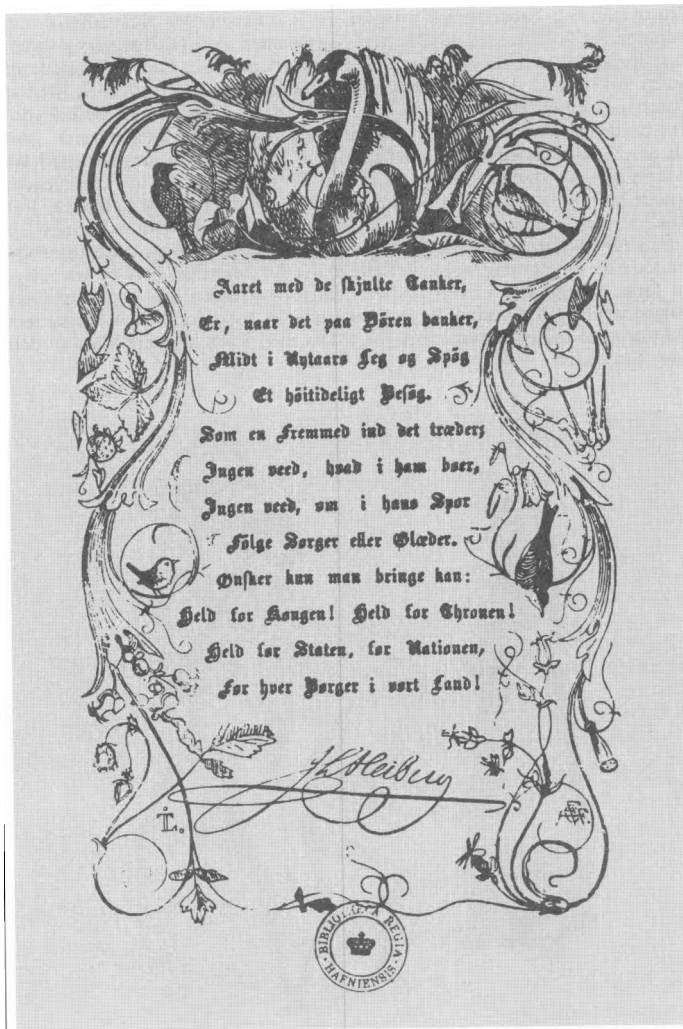 Aaret med de skjulte Tanker,
Er, naar det paa Dören banker,
Midt i Nytaars Leg og Spög
Et höitideligt Besög.
Som en Fremmed ind det træder;
Ingen veed, hvad i ham boer,
Ingen veed, om i hans Spor
Fölge Sorger eller Glæder.
Önsker kun man bringe kan:
Held for Kongen! Held for Thronen!
Held for Staten, for Nationen,
For hver Borger i vort Land!
J L Heiberg
I.L.
BIBLIOTHECA REGIA
HAFNIENSIS